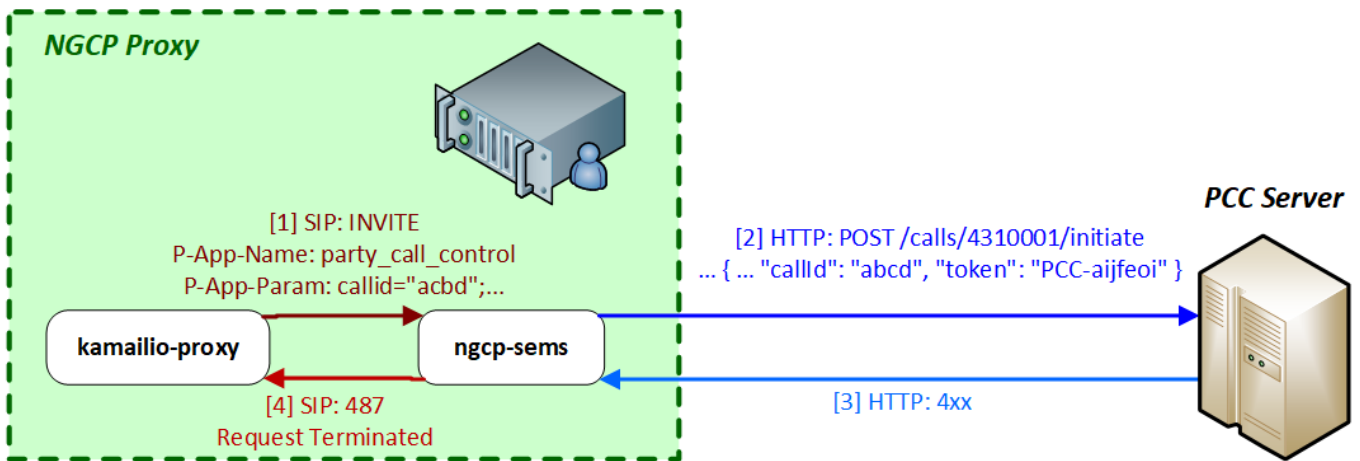 NGCP Proxy
[1] SIP: INVITE
P-App-Name: party_call_control
P-App-Param: callid="acbd";...
kamailio-proxy
ngcp-sems
[4] SIP: 487
Request Terminated
[2] HTTP: POST /calls/4310001/initiate
... { ... "callId": "abcd", "token": "PCC-aijfeoi" }
[3] HTTP: 4xx
PCC Server